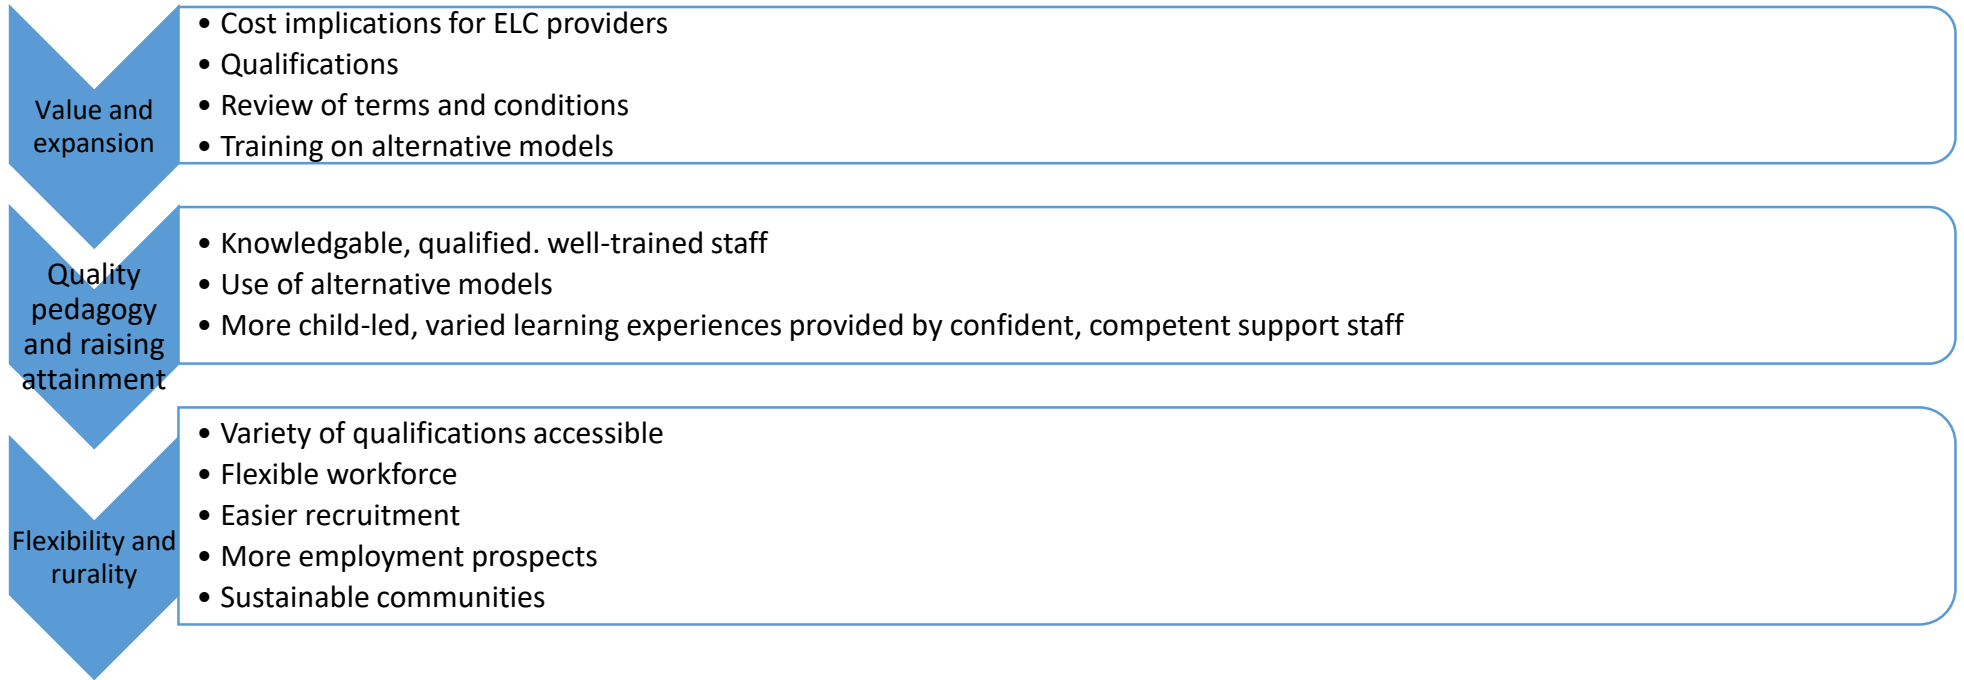 Value and
expansion
• Cost implications for ELC providers
• Qualifications
• Review of terms and conditions
• Training on alternative models
Quality
pedagogy
and raising
attainment
• Knowledgable, qualified. well-trained staff
• Use of alternative models
• More child-led, varied learning experiences provided by confident, competent support staff
Flexibility and
rurality
• Variety of qualifications accessible
• Flexible workforce
• Easier recruitment
• More employment prospects
• Sustainable communities